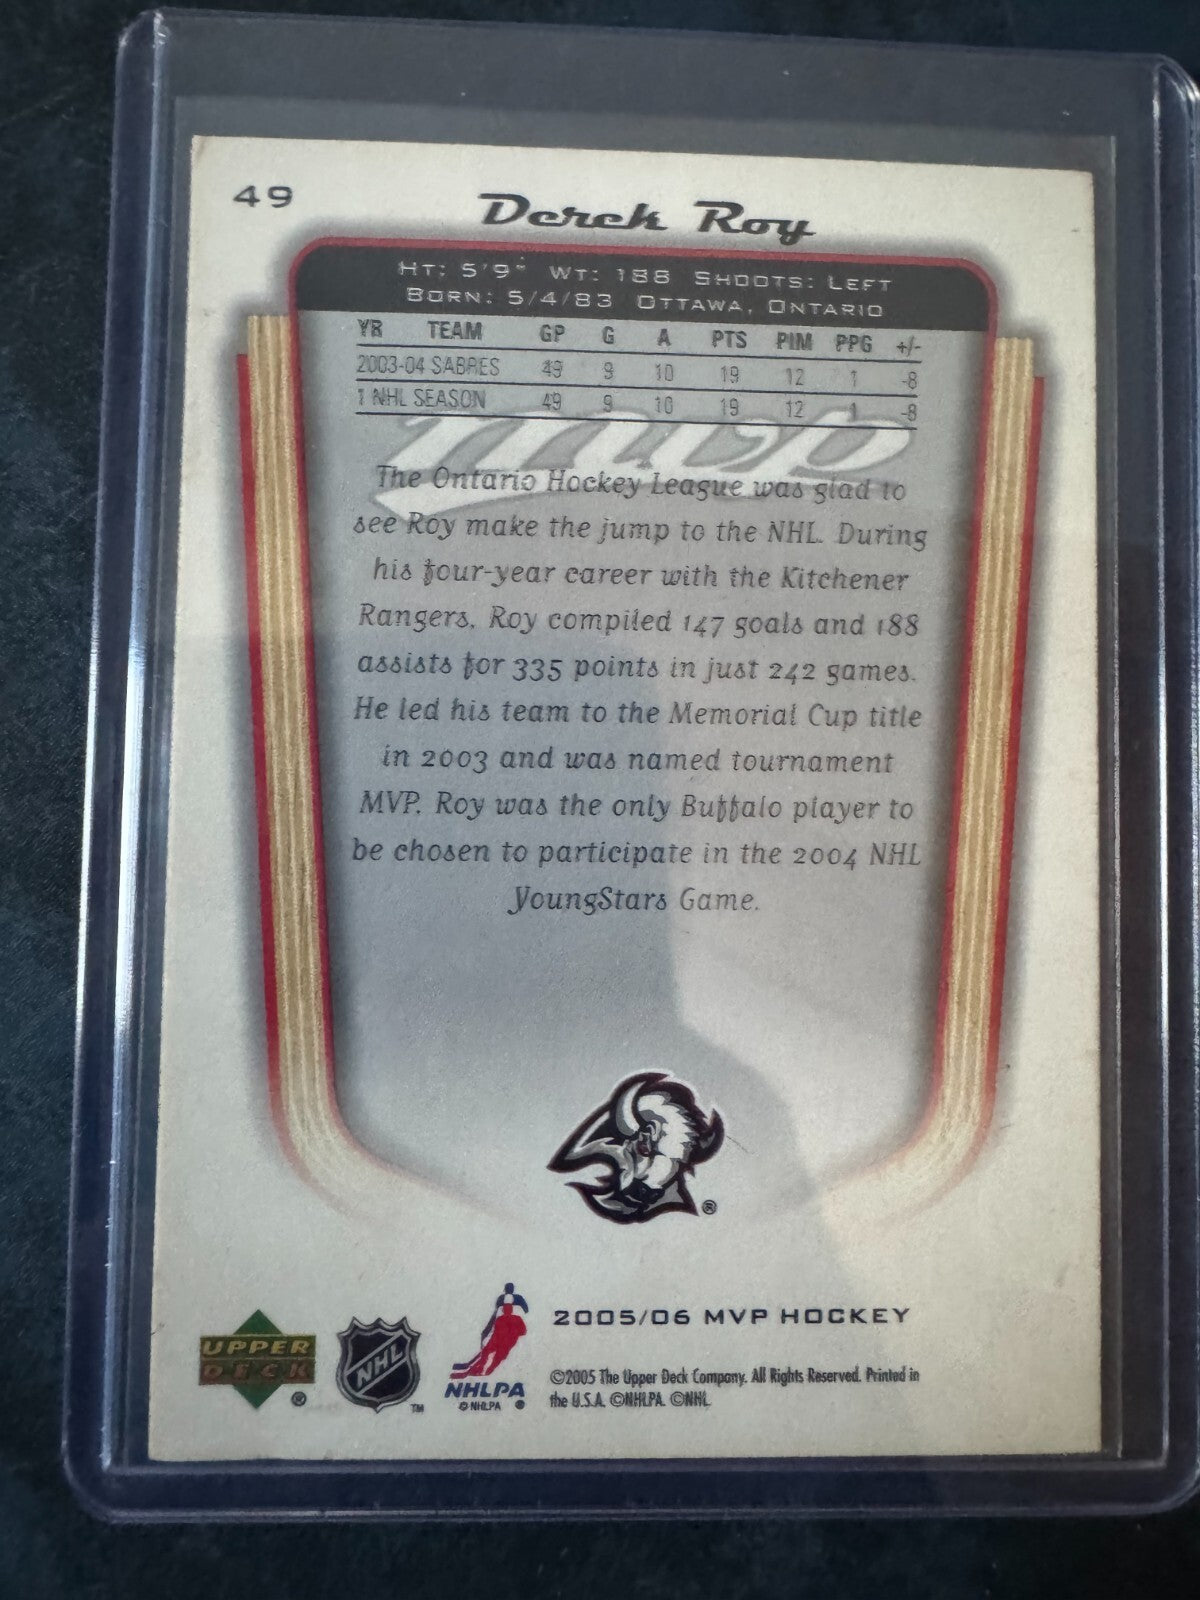 49
Derek Roy
HT: 5'9" WT: 188 SHOOTS: LEFT
BORN: 5/4/83 OTTAWA, ONTARIO
YR TEAM GP G A PTS PIM PPG +/-
2003-04 SABRES 49 9 10 19 12 1 -8
1 NHL SEASON 49 9 10 19 12 1 -8
mvp
The Ontario Hockey League was glad to
see Roy make the jump to the NHL. During
his four-year career with the Kitchener
Rangers, Roy compiled 147 goals and 188
assists for 335 points in just 242 games.
He led his team to the Memorial Cup title
in 2003 and was named tournament
MVP. Roy was the only Buffalo player to
be chosen to participate in the 2004 NHL
YoungStars Game.
®
2005/06 MVP HOCKEY
UPPER
DECK
®
NHL
TM
NHLPA
© NHLPA ®
©2005 The Upper Deck Company. All Rights Reserved. Printed in
the U.S.A. ©NHLPA. ©NHL.